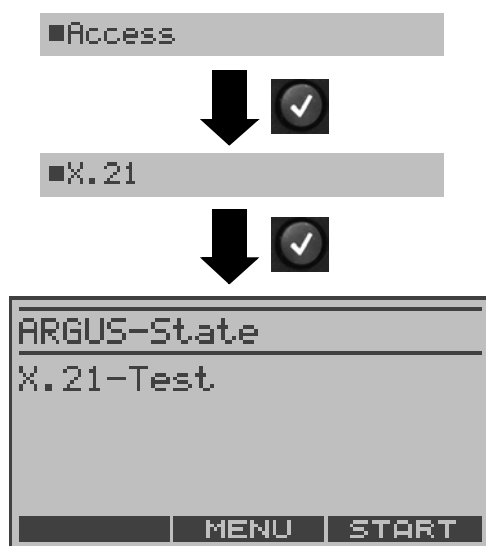 ■Access
■X.21
ARGUS-State
X.21-Test
MENU START